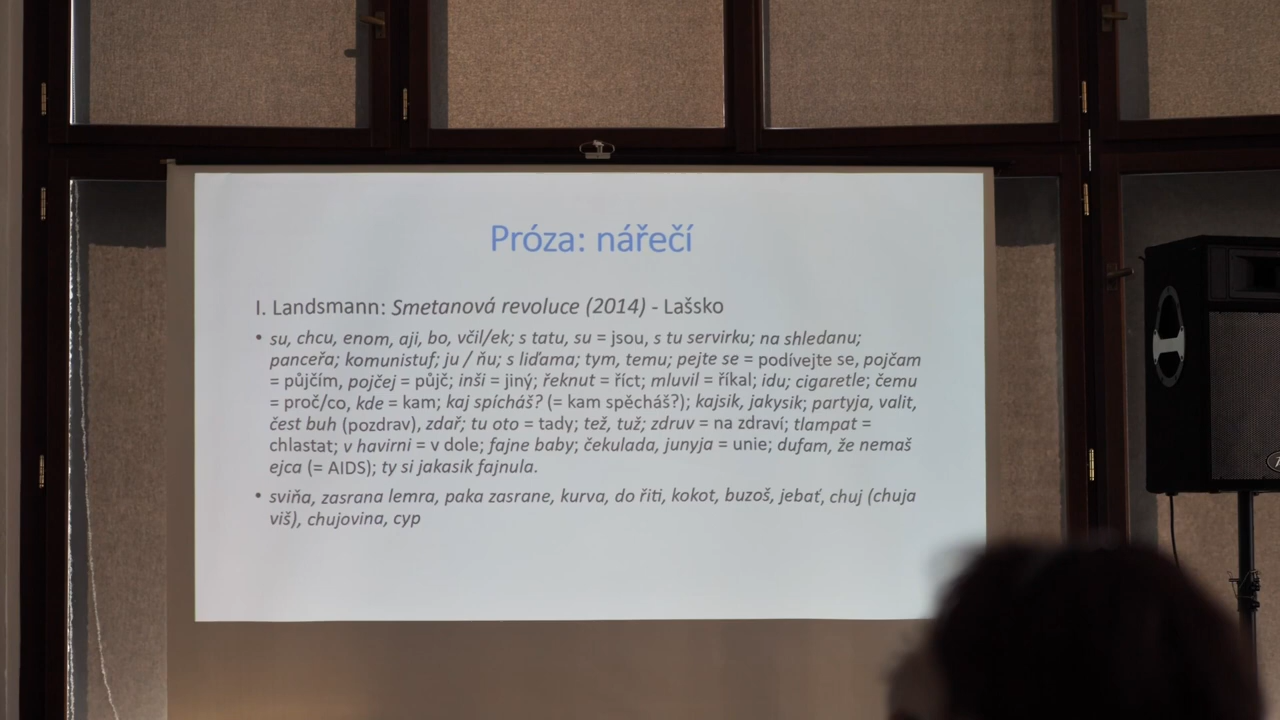 Próza: nářečí
I. Landsmann: Smetanová revoluce (2014) - Lašsko
• su, chcu, enom, aji, bo, včil/ek; s tatu, su = jsou, s tu servirku; na shledanu;
panceřa; komunistuf; ju / ňu; s liďama; tym, temu; pejte se = podívejte se, pojčam
= půjčím, pojčej = půjč; inši = jiný; řeknut = říct; mluvil = říkal; idu; cigaretle; čemu
= proč/co, kde = kam; kaj spícháš? (= kam spěcháš?); kajsik, jakysik; partyja, valit,
čest buh (pozdrav), zdař; tu oto = tady; tež, tuž; zdruv = na zdraví; tlampat =
chlastat; v havirni = v dole; fajne baby; čekulada, junyja = unie; dufam, že nemaš
ejca (= AIDS); ty si jakasik fajnula.
• sviňa, zasrana lemra, paka zasrane, kurva, do řiti, kokot, buzoš, jebať, chuj (chuja
viš), chujovina, cyp